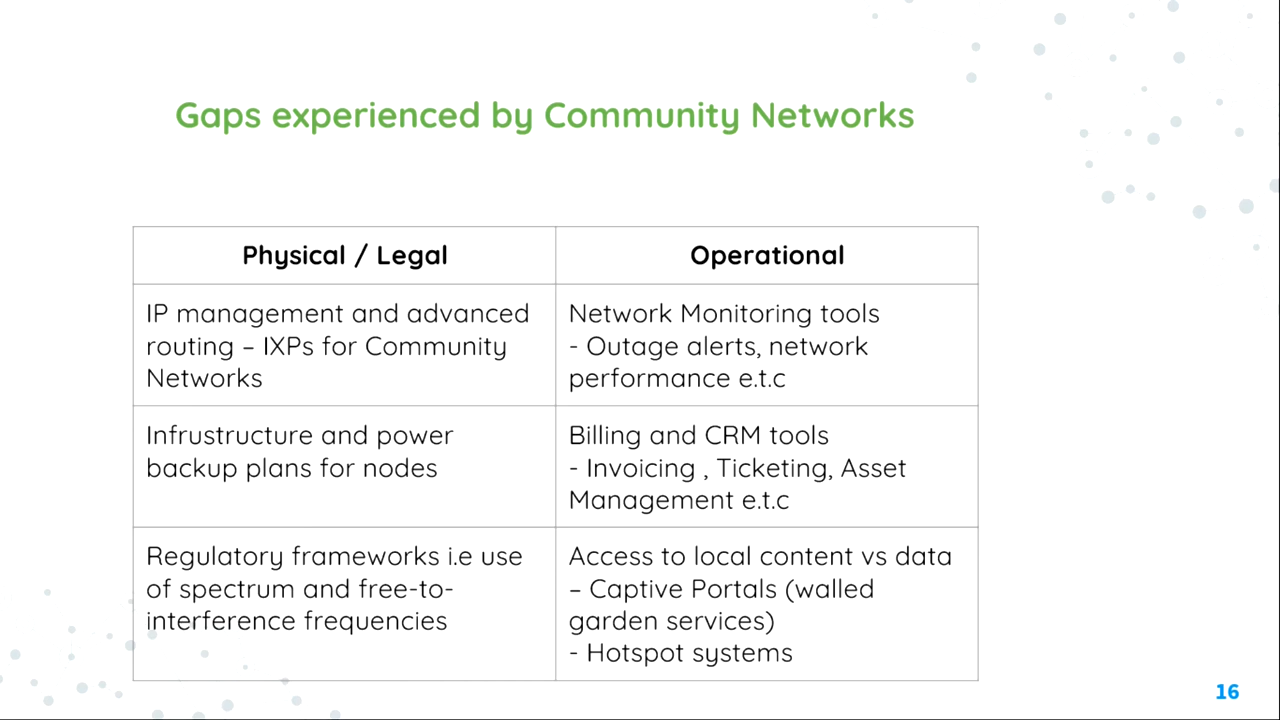 Gaps experienced by Community Networks
Physical / Legal
Operational
IP management and advanced
routing – IXPs for Community
Networks
Network Monitoring tools
- Outage alerts, network
performance e.t.c
Infrustructure and power
backup plans for nodes
Billing and CRM tools
- Invoicing , Ticketing, Asset
Management e.t.c
Regulatory frameworks i.e use
of spectrum and free-to-
interference frequencies
Access to local content vs data
– Captive Portals (walled
garden services)
- Hotspot systems
16